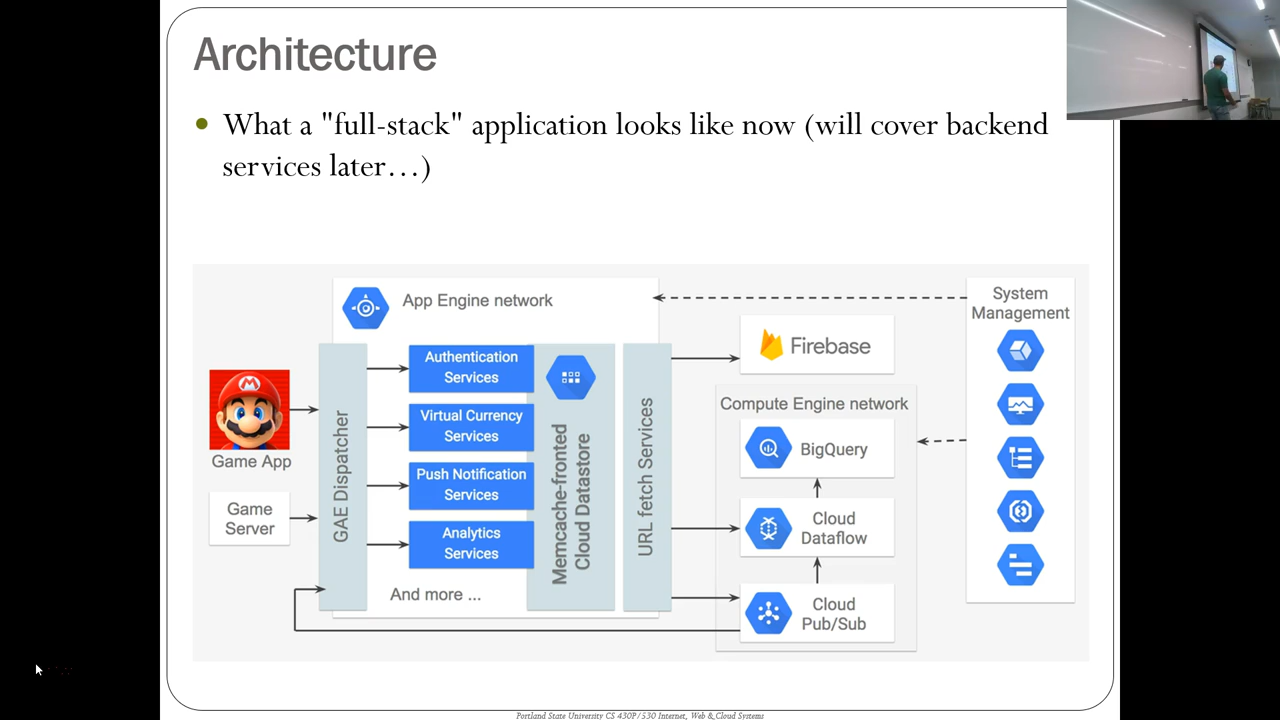 Architecture
What a "full-stack" application looks like now (will cover backend
services later…)
App Engine network
System
Management
Authentication
Services
Firebase
Virtual Currency
Services
Compute Engine network
GAE Dispatcher
Memcache-fronted
Cloud Datastore
URL fetch Services
BigQuery
Game App
Push Notification
Services
Game
Server
Cloud
Dataflow
Analytics
Services
And more ...
Cloud
Pub/Sub
Portland State University CS 430P/530 Internet, Web & Cloud Systems